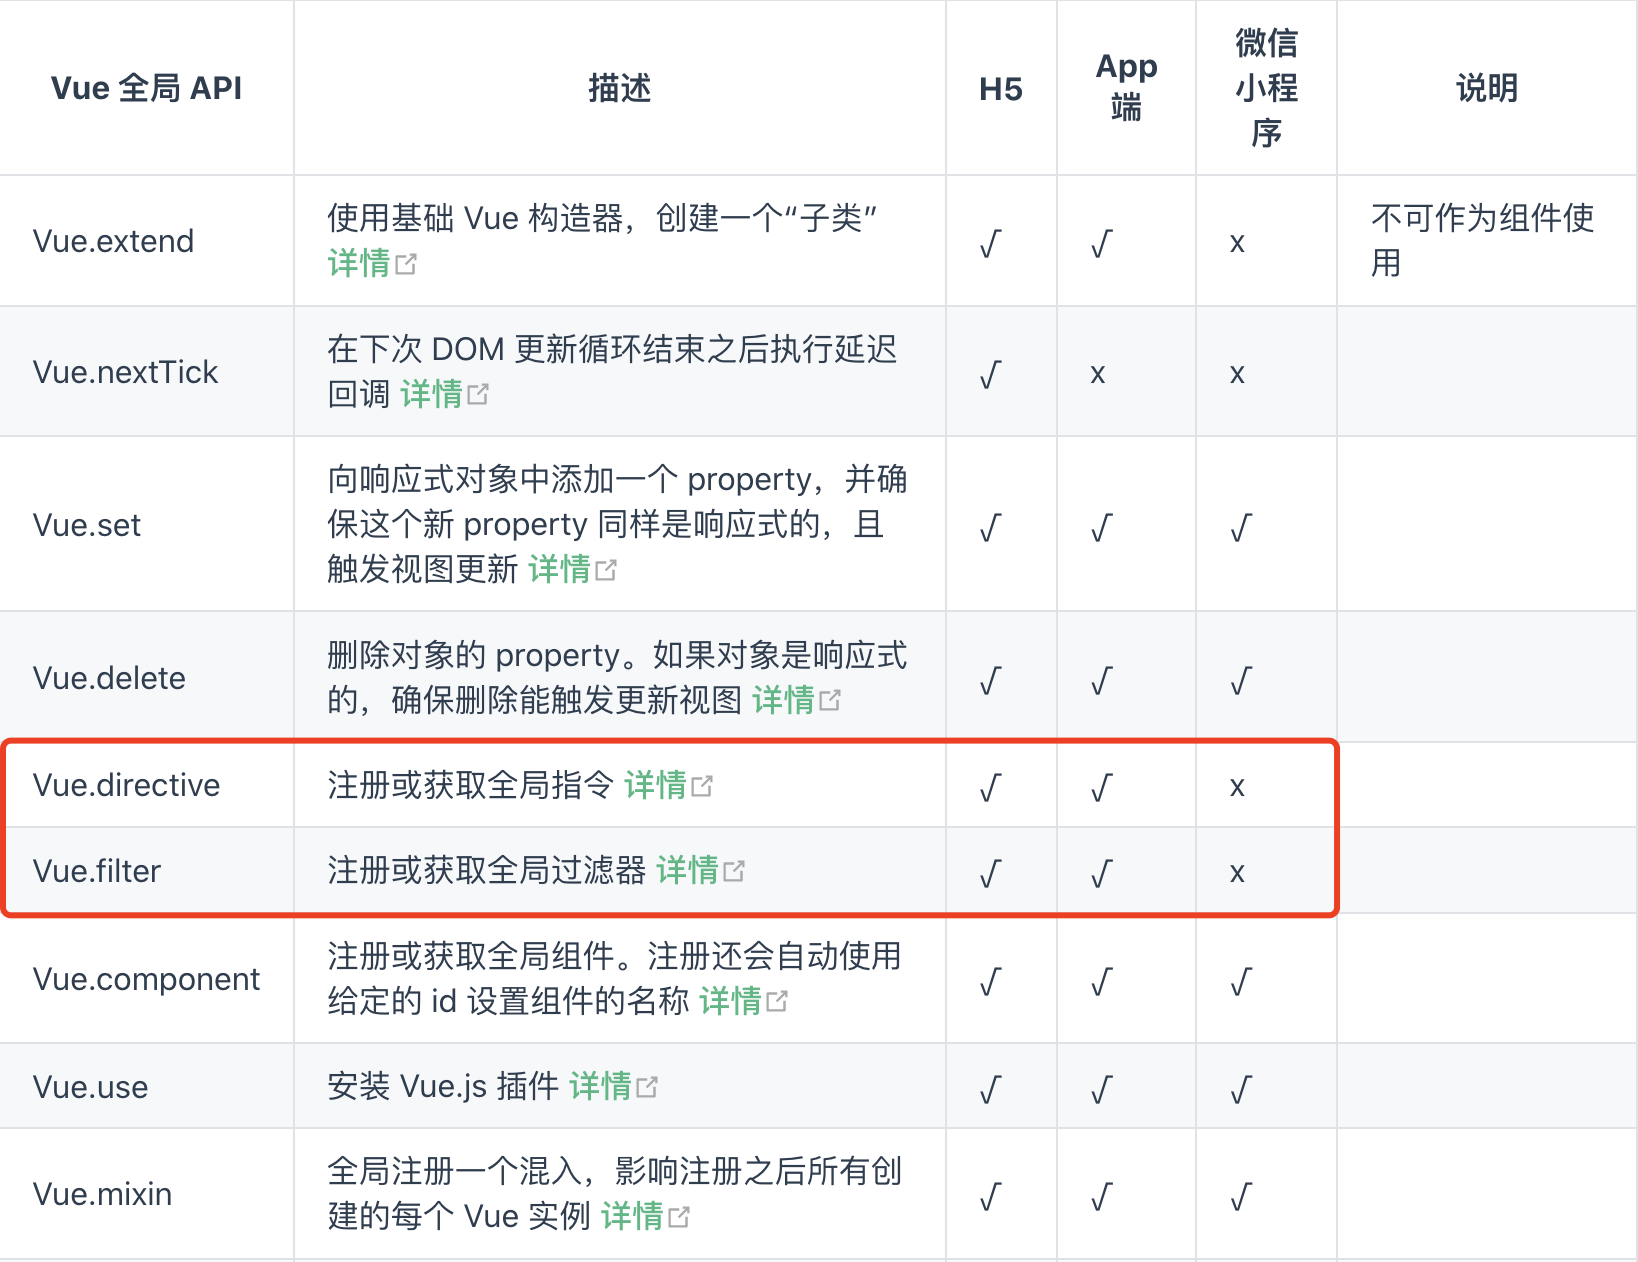 Vue 全局 API
描述
H5
App
端
微信
小程
序
说明
Vue.extend
使用基础 Vue 构造器，创建一个“子类”
详情
√
√
x
不可作为组件使
用
Vue.nextTick
在下次 DOM 更新循环结束之后执行延迟
回调 详情
√
x
x
Vue.set
向响应式对象中添加一个 property，并确
保这个新 property 同样是响应式的，且
触发视图更新 详情
√
√
√
Vue.delete
删除对象的 property。如果对象是响应式
的，确保删除能触发更新视图 详情
√
√
√
Vue.directive
注册或获取全局指令 详情
√
√
x
Vue.filter
注册或获取全局过滤器 详情
√
√
x
Vue.component
注册或获取全局组件。注册还会自动使用
给定的 id 设置组件的名称 详情
√
√
√
Vue.use
安装 Vue.js 插件 详情
√
√
√
Vue.mixin
全局注册一个混入，影响注册之后所有创
建的每个 Vue 实例 详情
√
√
√